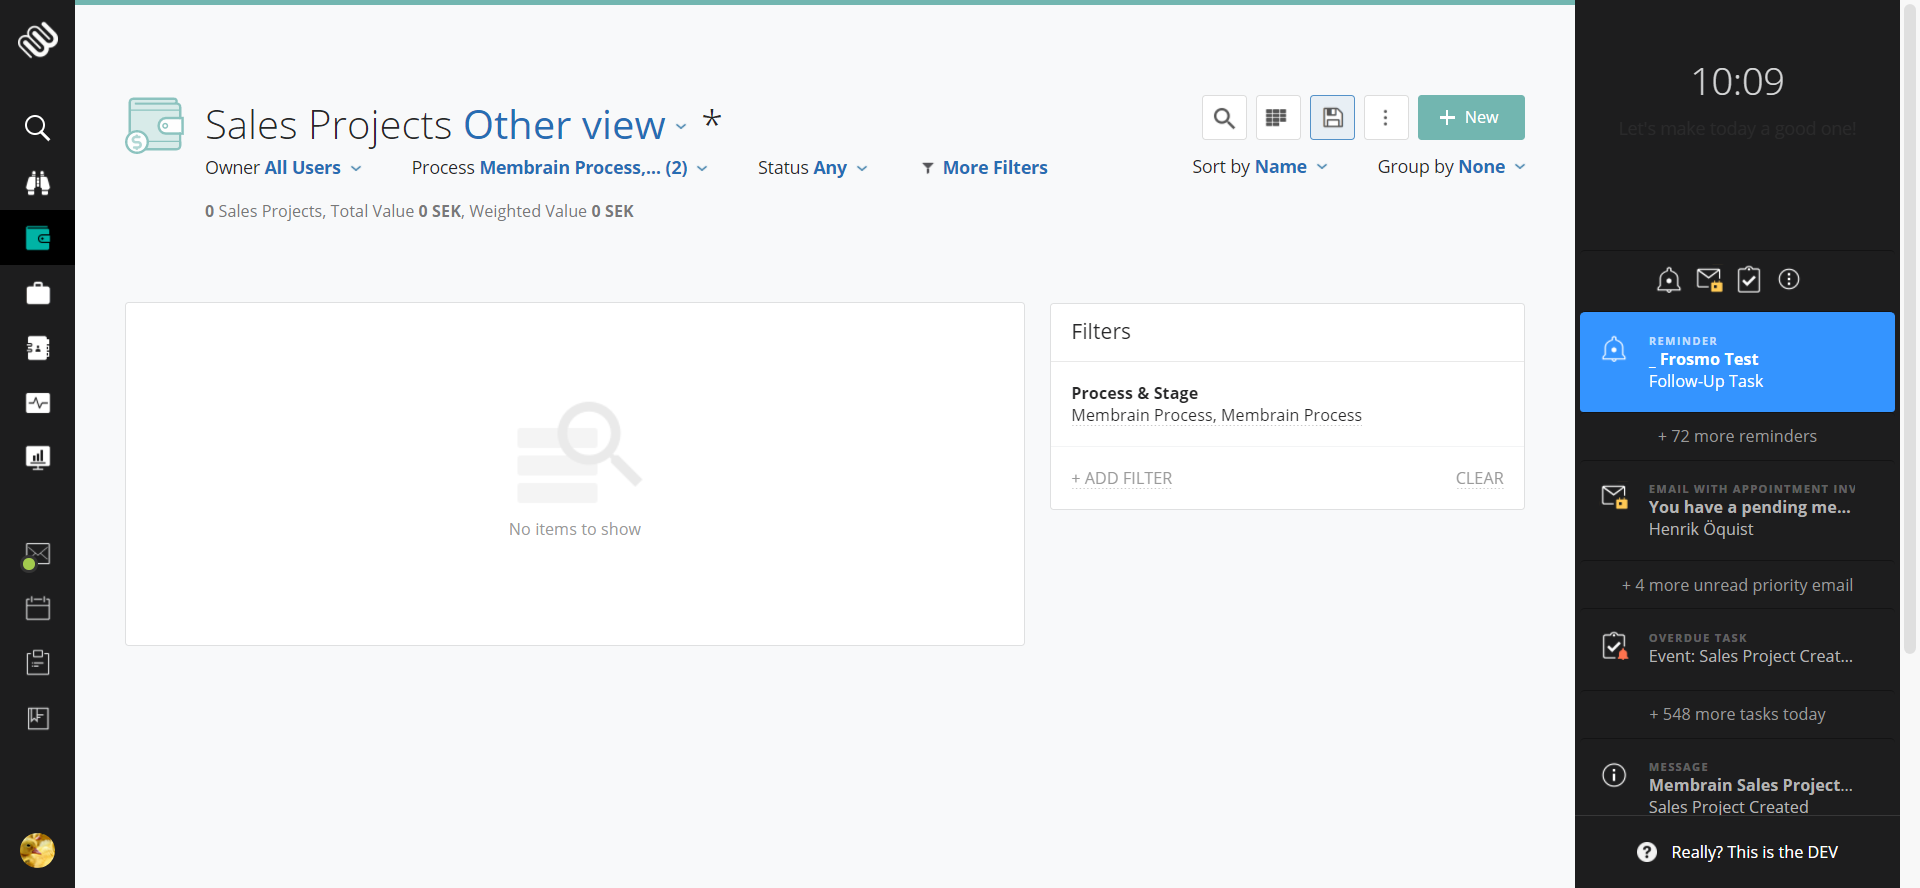 Sales Projects Other view *
+ New
Owner All Users
Process Membrain Process,... (2)
Status Any
More Filters
Sort by Name
Group by None
0 Sales Projects, Total Value 0 SEK, Weighted Value 0 SEK
No items to show
Filters
Process & Stage
Membrain Process, Membrain Process
+ ADD FILTER
CLEAR
10:09
Let's make today a good one!
REMINDER
_ Frosmo Test
Follow-Up Task
+ 72 more reminders
EMAIL WITH APPOINTMENT INV
You have a pending me...
Henrik Öquist
+ 4 more unread priority email
OVERDUE TASK
Event: Sales Project Creat...
+ 548 more tasks today
MESSAGE
Membrain Sales Project...
Sales Project Created
? Really? This is the DEV